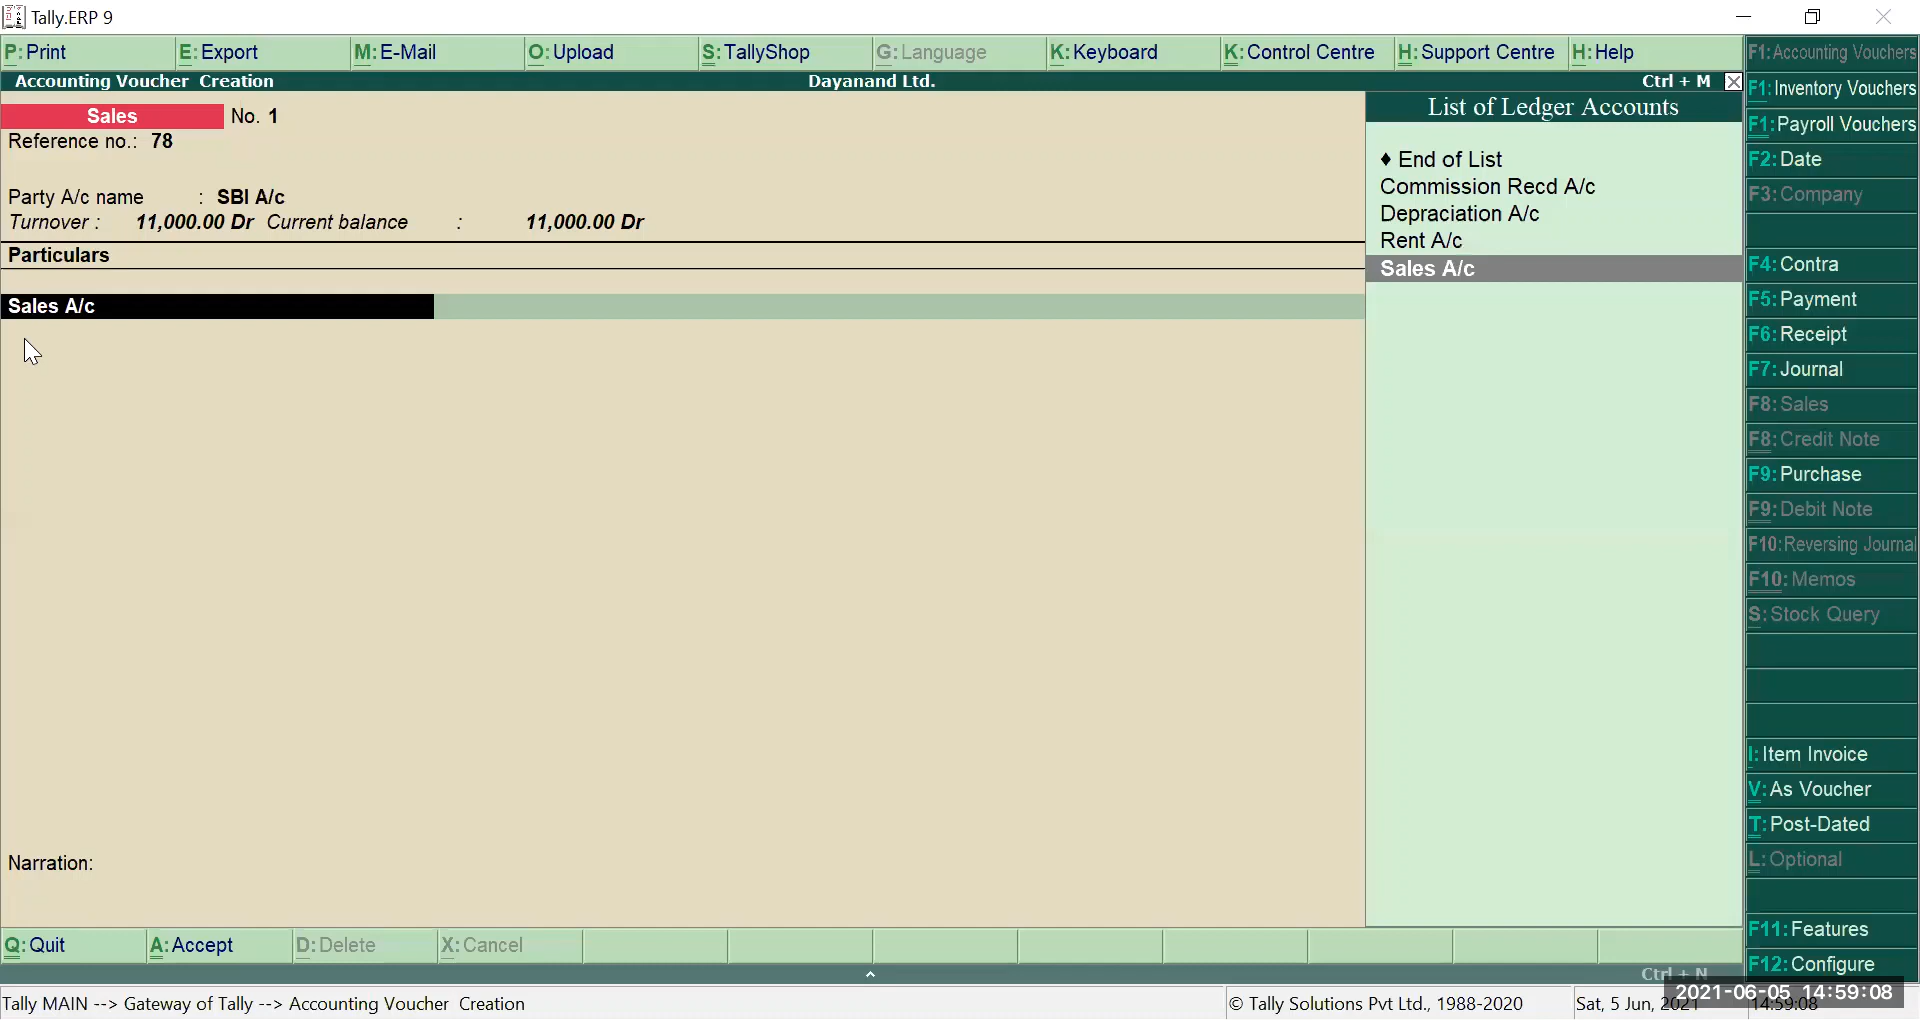 Tally.ERP 9
P: Print E: Export M: E-Mail O: Upload S: TallyShop G: Language K: Keyboard K: Control Centre H: Support Centre H: Help
Accounting Voucher Creation Dayanand Ltd. Ctrl + M
Sales No. 1
Reference no.: 78
Party A/c name : SBI A/c
Turnover : 11,000.00 Dr Current balance : 11,000.00 Dr
Particulars
Sales A/c
Narration:
List of Ledger Accounts
♦ End of List
Commission Recd A/c
Depraciation A/c
Rent A/c
Sales A/c
F1: Accounting Vouchers
F1: Inventory Vouchers
F1: Payroll Vouchers
F2: Date
F3: Company
F4: Contra
F5: Payment
F6: Receipt
F7: Journal
F8: Sales
F8: Credit Note
F9: Purchase
F9: Debit Note
F10: Reversing Journal
F10: Memos
S: Stock Query
I: Item Invoice
V: As Voucher
T: Post-Dated
L: Optional
F11: Features
F12: Configure
Q: Quit A: Accept D: Delete X: Cancel
Ctrl + N
2021-06-05 14:59:08
Tally MAIN --> Gateway of Tally --> Accounting Voucher Creation © Tally Solutions Pvt Ltd., 1988-2020 Sat, 5 Jun, 2021 14:59:08